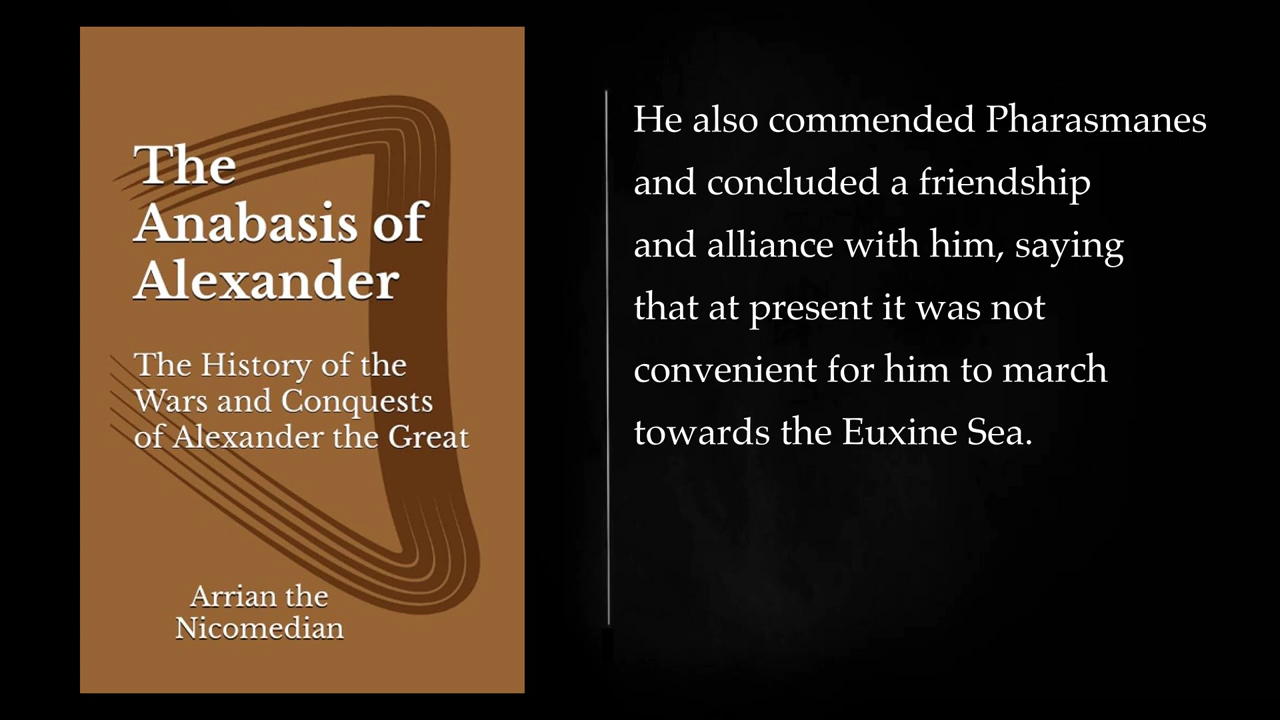 The
Anabasis of
Alexander
The History of the
Wars and Conquests
of Alexander the Great
Arrian the
Nicomedian
He also commended Pharasmanes
and concluded a friendship
and alliance with him, saying
that at present it was not
convenient for him to march
towards the Euxine Sea.